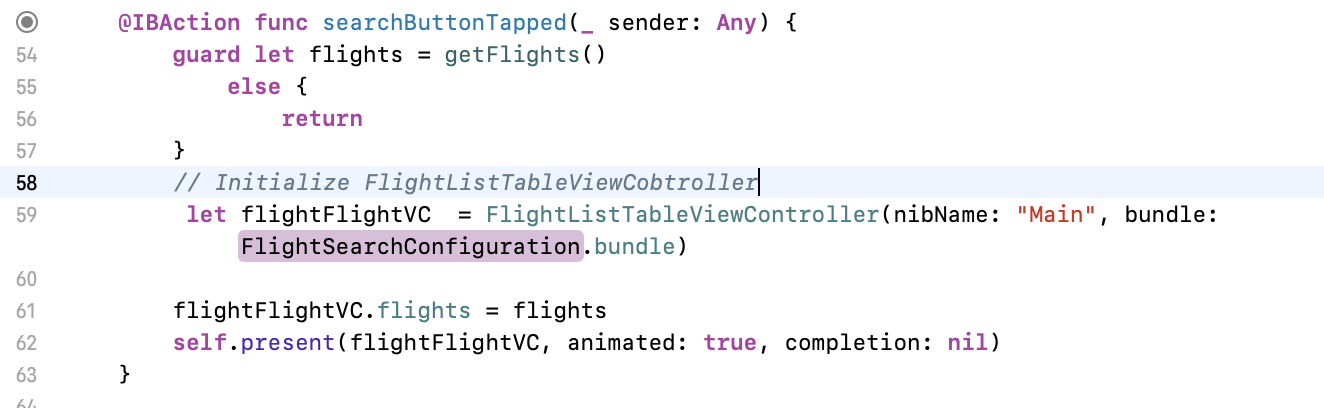 @IBAction func searchButtonTapped(_ sender: Any) {
54 guard let flights = getFlights()
55 else {
56 return
57 }
58 // Initialize FlightListTableViewCobtroller
59 let flightFlightVC  = FlightListTableViewController(nibName: "Main", bundle:
FlightSearchConfiguration.bundle)
60
61 flightFlightVC.flights = flights
62 self.present(flightFlightVC, animated: true, completion: nil)
63 }
64